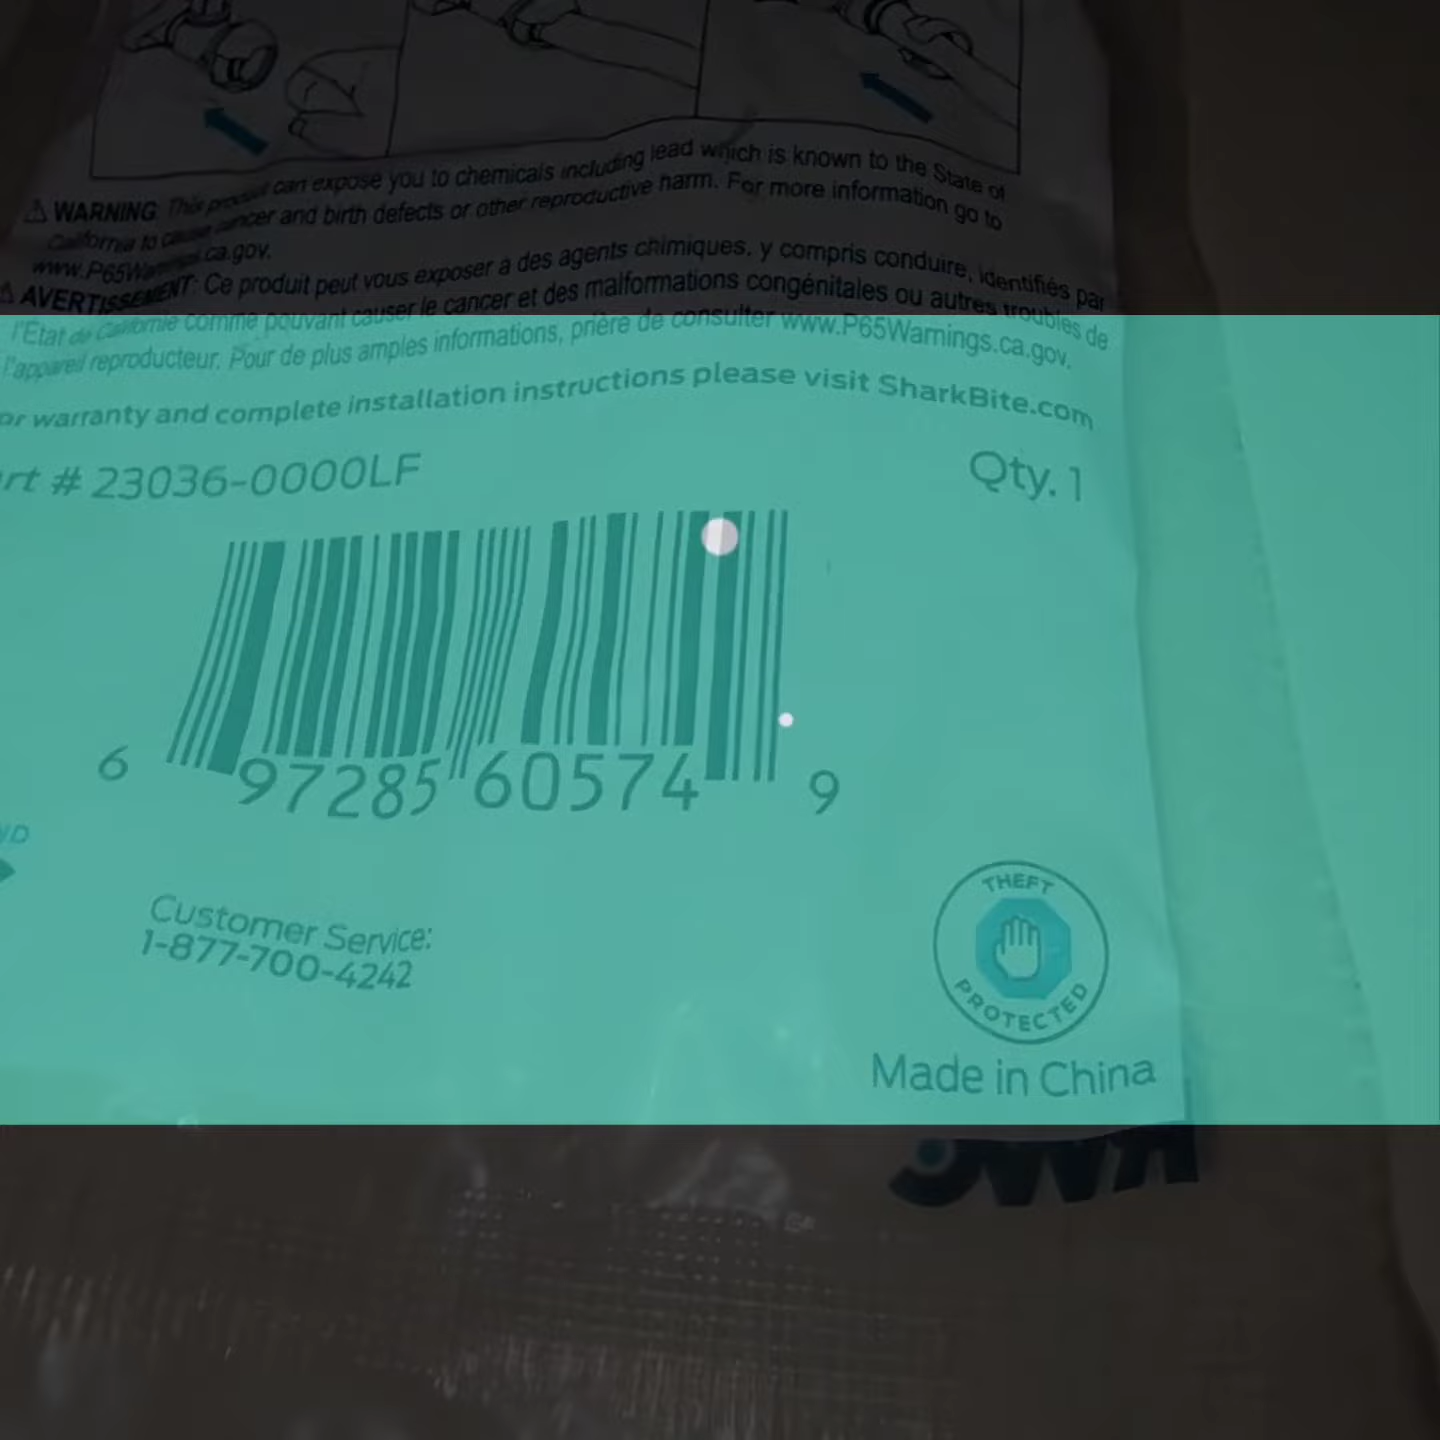 ⚠ WARNING: This product can expose you to chemicals including lead which is known to the State of
California to cause cancer and birth defects or other reproductive harm. For more information go to
www.P65Warnings.ca.gov.
⚠ AVERTISSEMENT: Ce produit peut vous exposer à des agents chimiques, y compris conduire, identifiés par
l'État de Californie comme pouvant causer le cancer et des malformations congénitales ou autres troubles de
l'appareil reproducteur. Pour de plus amples informations, prière de consulter www.P65Warnings.ca.gov.
or warranty and complete installation instructions please visit SharkBite.com
rt # 23036-0000LF
Qty. 1
6 97285 60574 9
ND
Customer Service:
1-877-700-4242
THEFT
PROTECTED
Made in China
RWC